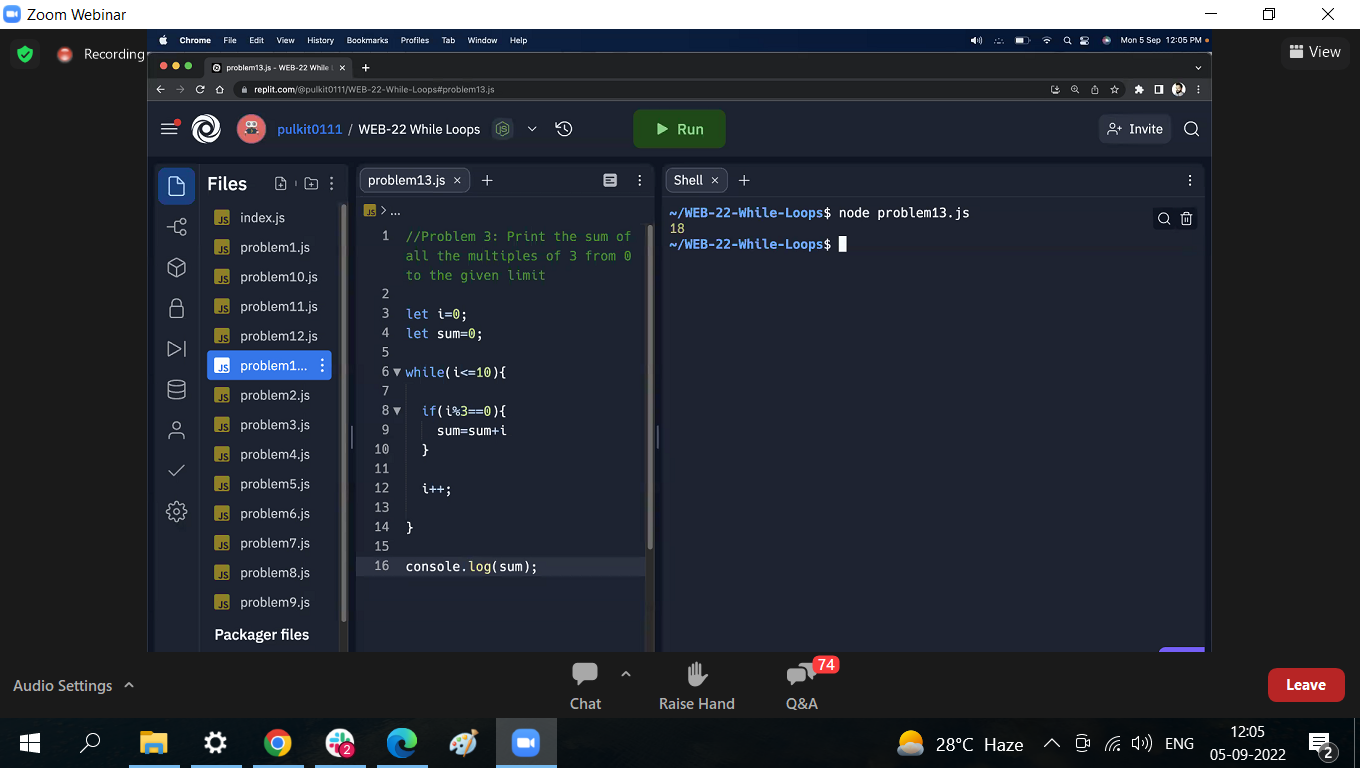 Zoom Webinar
Recording
View
Chrome File Edit View History Bookmarks Profiles Tab Window Help
Mon 5 Sep 12:05 PM
problem13.js - WEB-22 While L
replit.com/@pulkit0111/WEB-22-While-Loops#problem13.js
pulkit0111 / WEB-22 While Loops
Run
Invite
Files
index.js
problem1.js
problem10.js
problem11.js
problem12.js
problem1...
problem2.js
problem3.js
problem4.js
problem5.js
problem6.js
problem7.js
problem8.js
problem9.js
Packager files
problem13.js
JS > ...
1 //Problem 3: Print the sum of
all the multiples of 3 from 0
to the given limit
2
3 let i=0;
4 let sum=0;
5
6 while(i<=10){
7
8 if(i%3==0){
9 sum=sum+i
10 }
11
12 i++;
13
14 }
15
16 console.log(sum);
Shell
~/WEB-22-While-Loops$ node problem13.js
18
~/WEB-22-While-Loops$
Audio Settings
Chat
Raise Hand
74
Q&A
Leave
2
28°C Haze
ENG
12:05
05-09-2022
2